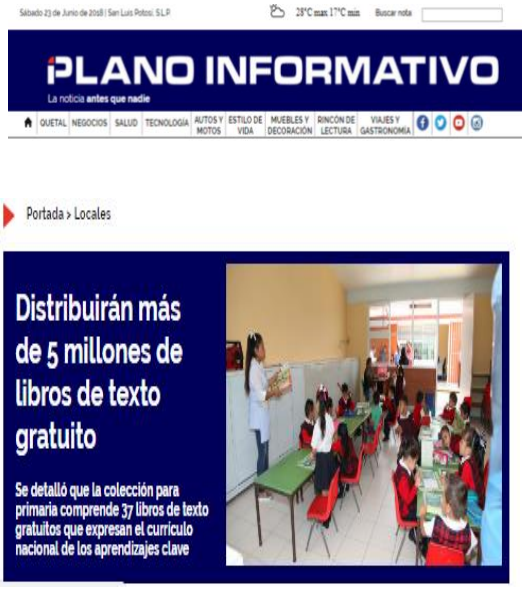 Sábado 23 de Junio de 2018 | San Luis Potosí, S.L.P. 28°C max 17°C min Buscar nota
PLANO INFORMATIVO
La noticia antes que nadie
QUETAL NEGOCIOS SALUD TECNOLOGÍA AUTOS Y MOTOS ESTILO DE VIDA MUEBLES Y DECORACIÓN RINCÓN DE LECTURA VIAJES Y GASTRONOMÍA
Portada > Locales
Distribuirán más
de 5 millones de
libros de texto
gratuito
Se detalló que la colección para
primaria comprende 37 libros de texto
gratuitos que expresan el currículo
nacional de los aprendizajes clave